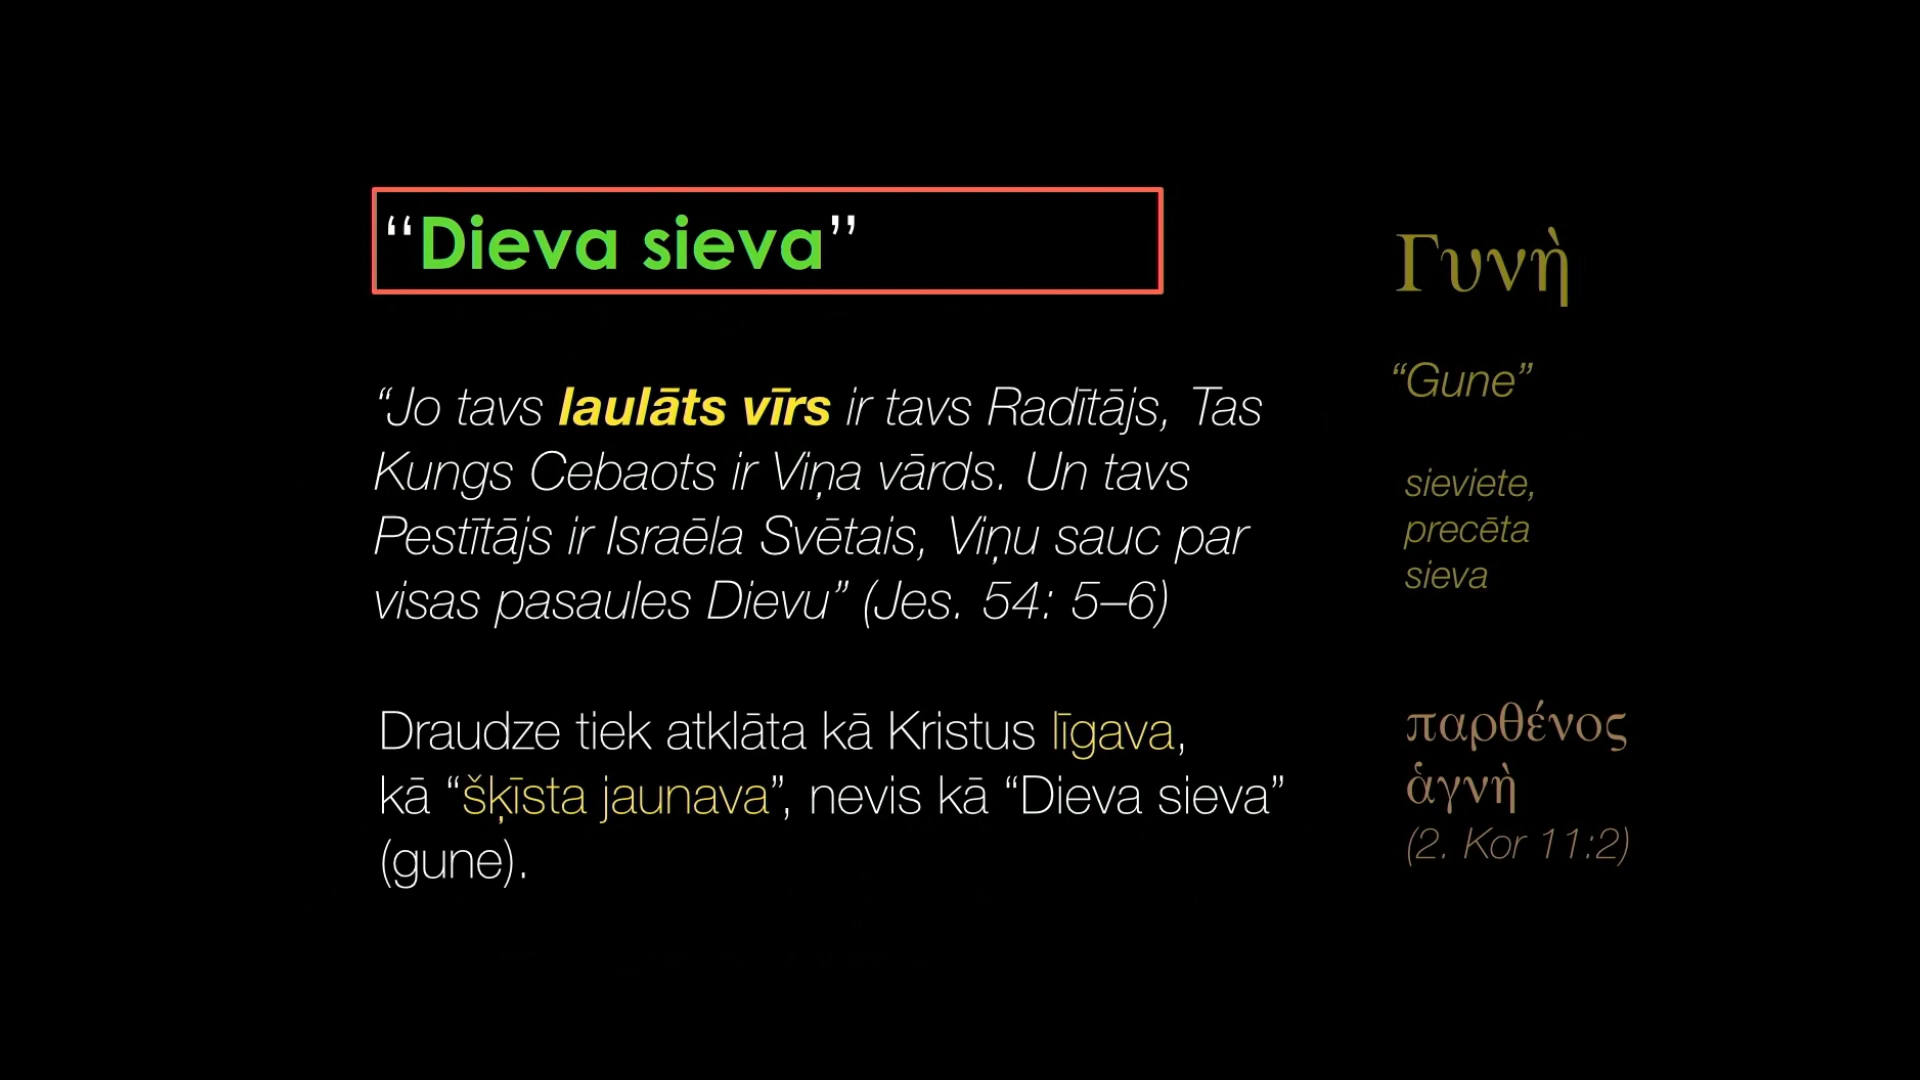 “Dieva sieva”
“Jo tavs laulāts vīrs ir tavs Radītājs, Tas
Kungs Cebaots ir Viņa vārds. Un tavs
Pestītājs ir Israēla Svētais, Viņu sauc par
visas pasaules Dievu” (Jes. 54: 5–6)
Draudze tiek atklāta kā Kristus līgava,
kā “šķīsta jaunava”, nevis kā “Dieva sieva”
(gune).
Γυνὴ
“Gune”
sieviete,
precēta
sieva
παρθένος
ἁγνὴ
(2. Kor 11:2)